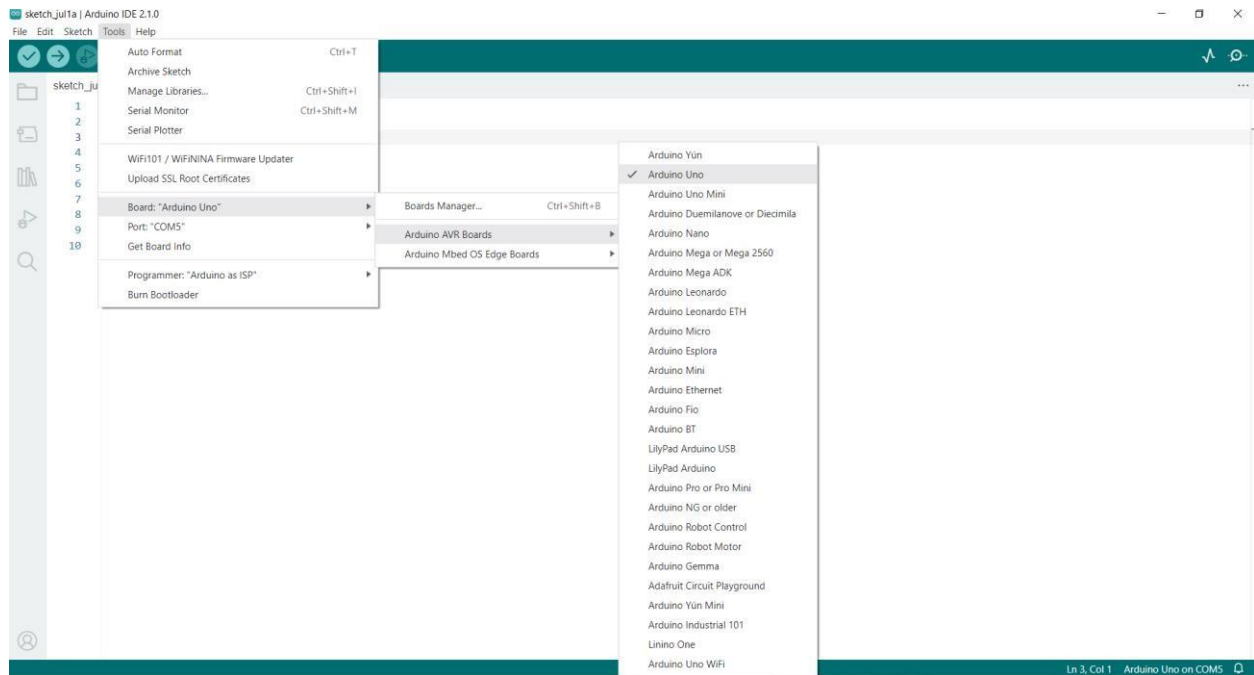 sketch_jul1a | Arduino IDE 2.1.0
File Edit Sketch Tools Help
sketch_ju
1
2
3
4
5
6
7
8
9
10
Auto Format Ctrl+T
Archive Sketch
Manage Libraries... Ctrl+Shift+I
Serial Monitor Ctrl+Shift+M
Serial Plotter
WiFi101 / WiFiNINA Firmware Updater
Upload SSL Root Certificates
Board: "Arduino Uno"
Port: "COM5"
Get Board Info
Programmer: "Arduino as ISP"
Burn Bootloader
Boards Manager... Ctrl+Shift+B
Arduino AVR Boards
Arduino Mbed OS Edge Boards
Arduino Yún
Arduino Uno
Arduino Uno Mini
Arduino Duemilanove or Diecimila
Arduino Nano
Arduino Mega or Mega 2560
Arduino Mega ADK
Arduino Leonardo
Arduino Leonardo ETH
Arduino Micro
Arduino Esplora
Arduino Mini
Arduino Ethernet
Arduino Fio
Arduino BT
LilyPad Arduino USB
LilyPad Arduino
Arduino Pro or Pro Mini
Arduino NG or older
Arduino Robot Control
Arduino Robot Motor
Arduino Gemma
Adafruit Circuit Playground
Arduino Yún Mini
Arduino Industrial 101
Linino One
Arduino Uno WiFi
Ln 3, Col 1 Arduino Uno on COM5